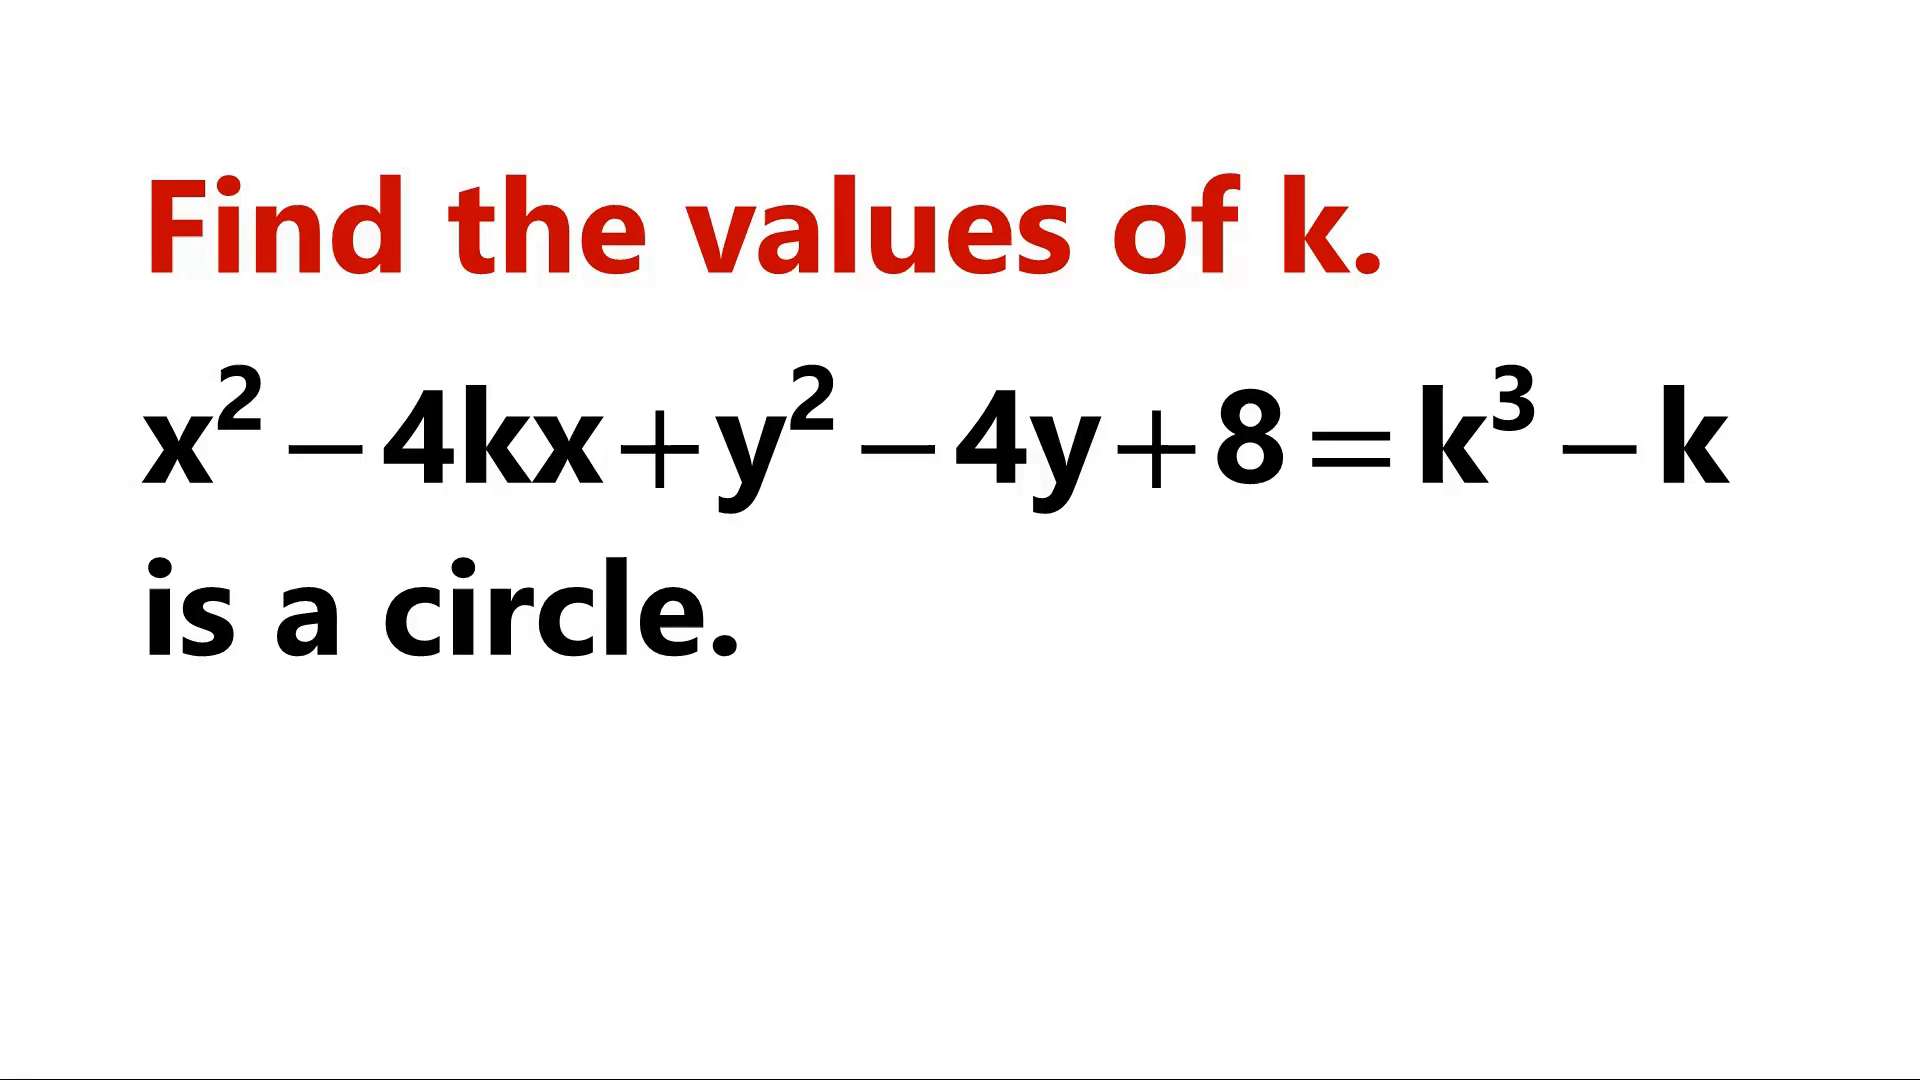 Find the values of k.
x² − 4kx + y² − 4y + 8 = k³ − k
is a circle.